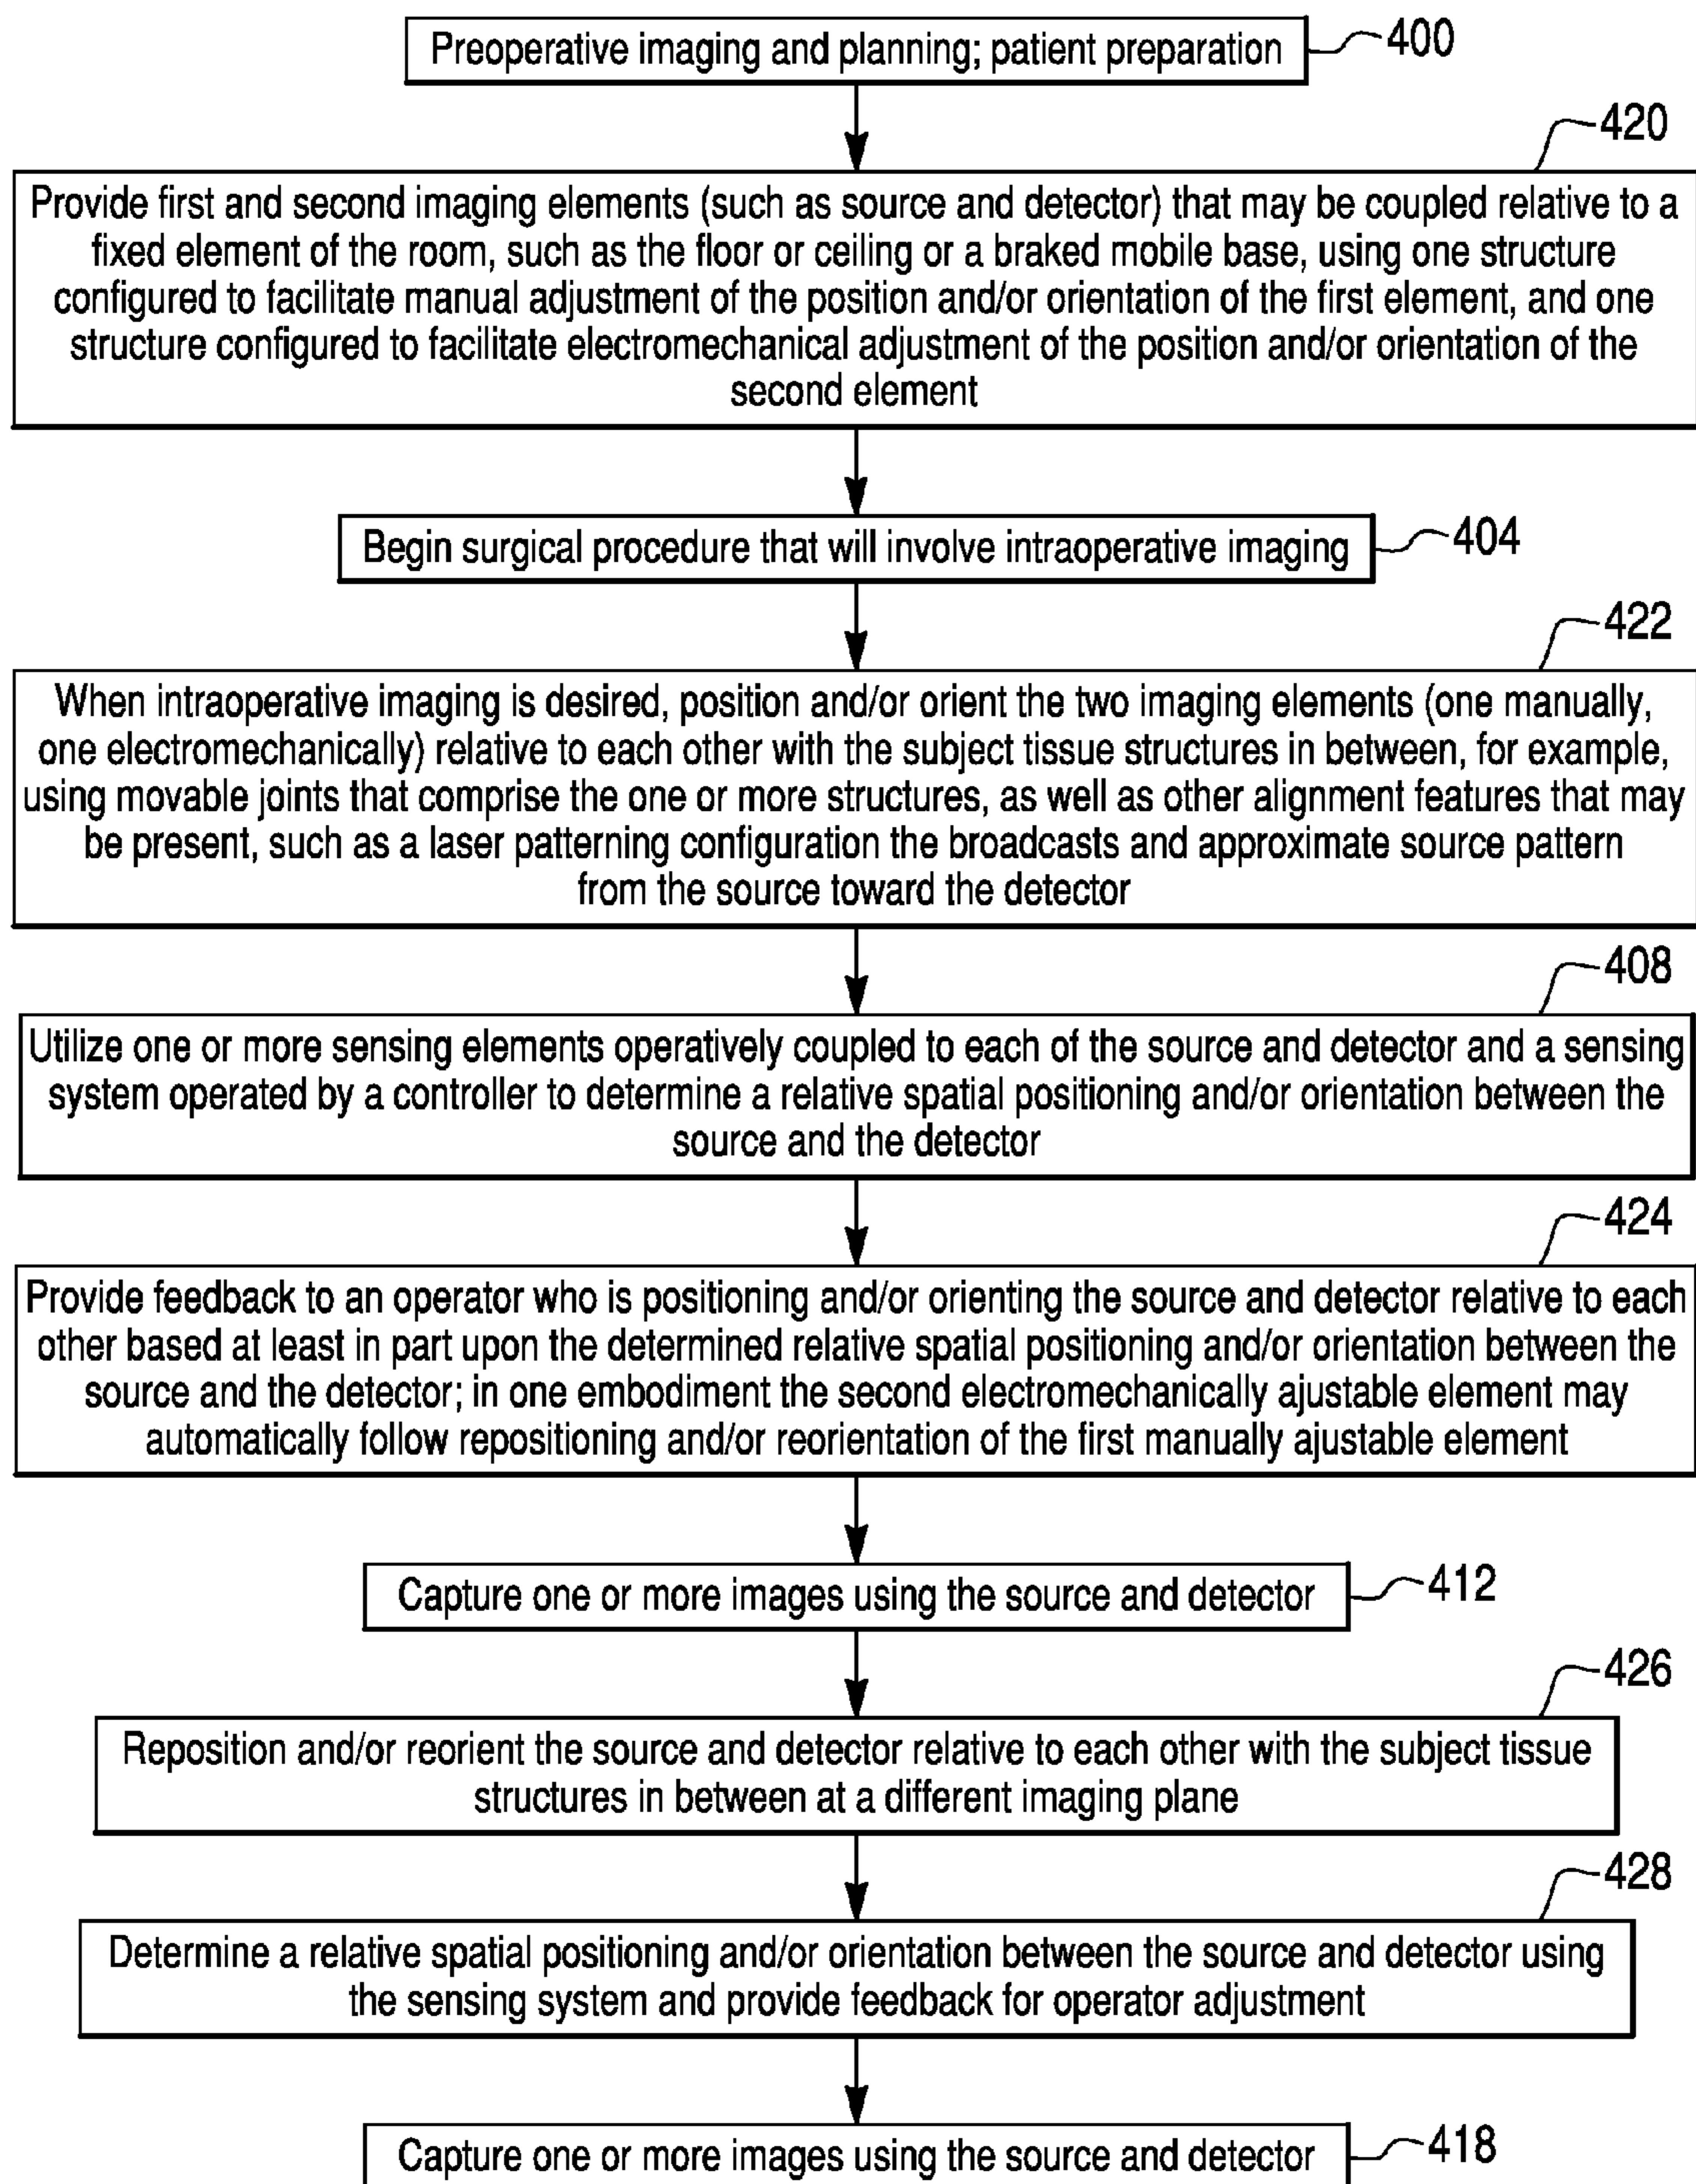 Preoperative imaging and planning; patient preparation
400
420
Provide first and second imaging elements (such as source and detector) that may be coupled relative to a
fixed element of the room, such as the floor or ceiling or a braked mobile base, using one structure
configured to facilitate manual adjustment of the position and/or orientation of the first element, and one
structure configured to facilitate electromechanical adjustment of the position and/or orientation of the
second element
Begin surgical procedure that will involve intraoperative imaging
404
422
When intraoperative imaging is desired, position and/or orient the two imaging elements (one manually,
one electromechanically) relative to each other with the subject tissue structures in between, for example,
using movable joints that comprise the one or more structures, as well as other alignment features that may
be present, such as a laser patterning configuration the broadcasts and approximate source pattern
from the source toward the detector
408
Utilize one or more sensing elements operatively coupled to each of the source and detector and a sensing
system operated by a controller to determine a relative spatial positioning and/or orientation between the
source and the detector
424
Provide feedback to an operator who is positioning and/or orienting the source and detector relative to each
other based at least in part upon the determined relative spatial positioning and/or orientation between the
source and the detector; in one embodiment the second electromechanically ajustable element may
automatically follow repositioning and/or reorientation of the first manually ajustable element
Capture one or more images using the source and detector
412
426
Reposition and/or reorient the source and detector relative to each other with the subject tissue
structures in between at a different imaging plane
428
Determine a relative spatial positioning and/or orientation between the source and detector using
the sensing system and provide feedback for operator adjustment
Capture one or more images using the source and detector
418